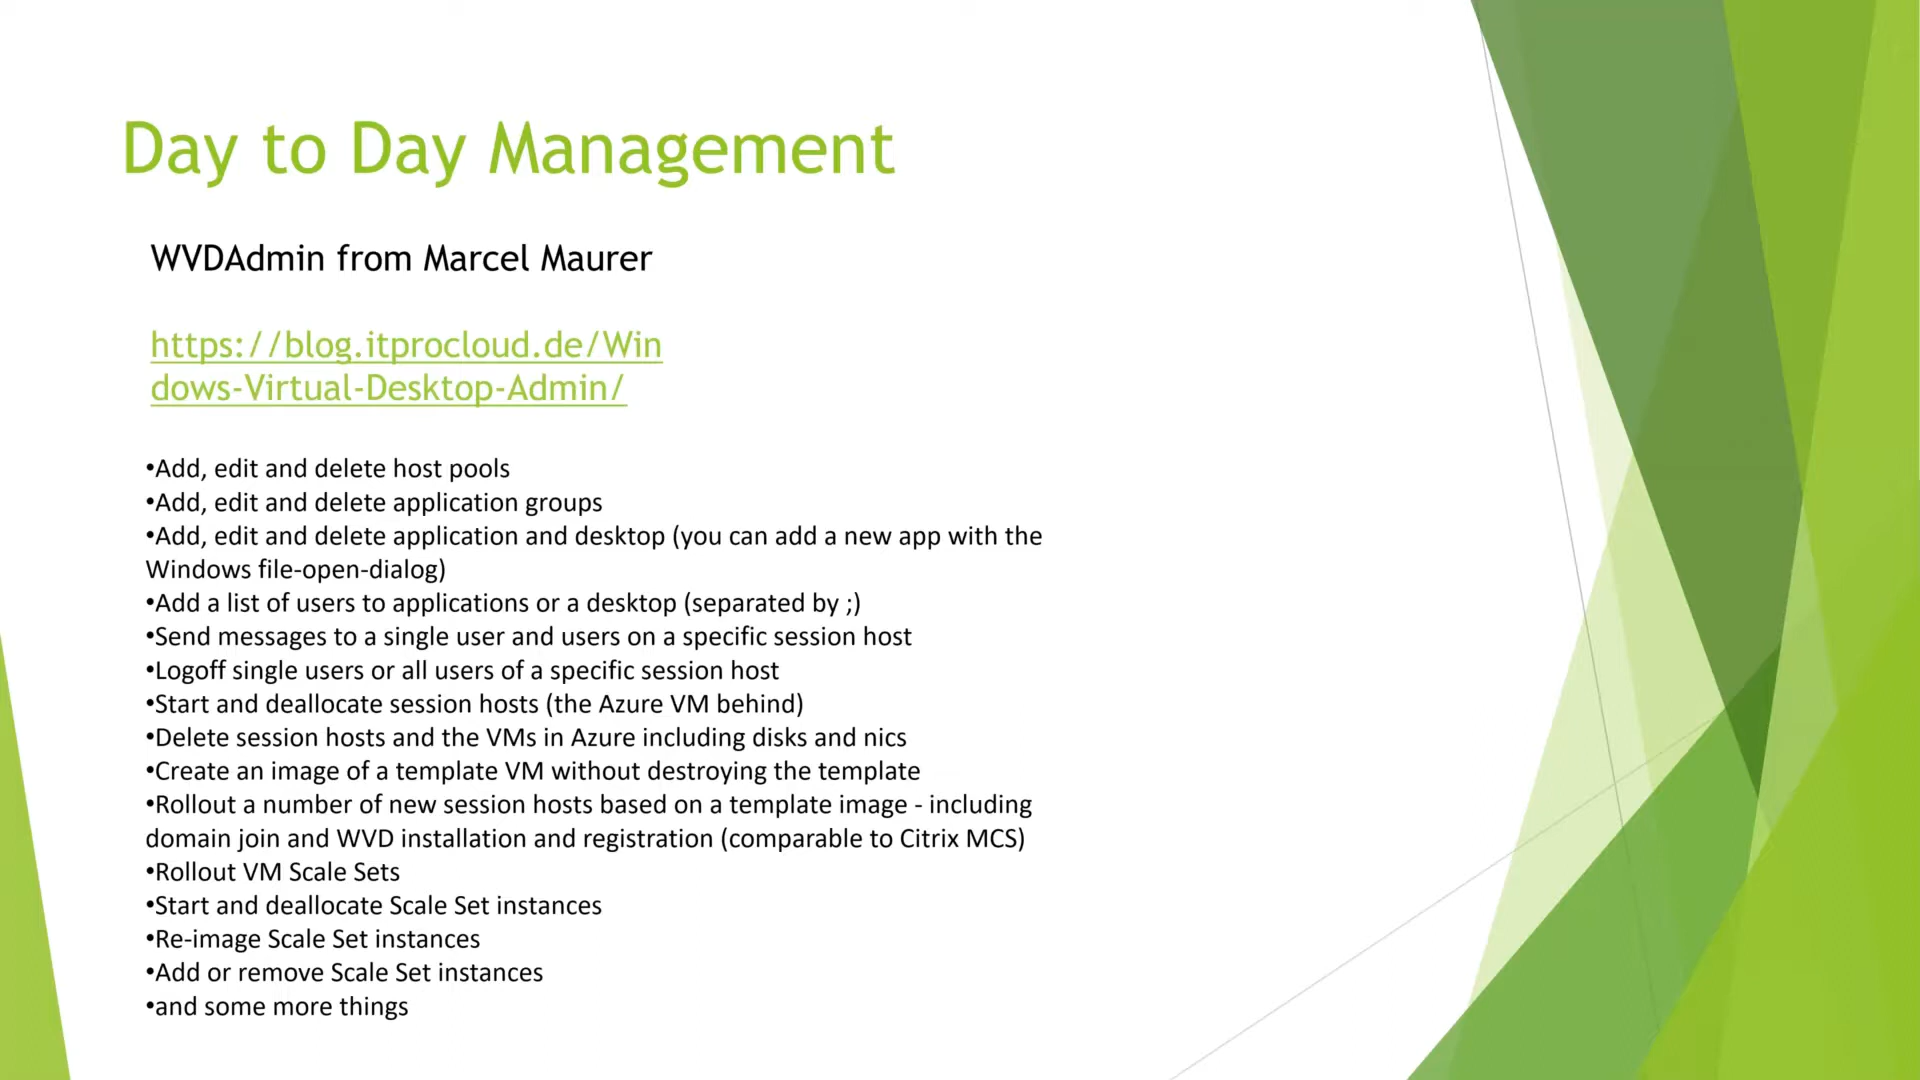 Day to Day Management
WVDAdmin from Marcel Maurer
https://blog.itprocloud.de/Win
dows-Virtual-Desktop-Admin/
•Add, edit and delete host pools
•Add, edit and delete application groups
•Add, edit and delete application and desktop (you can add a new app with the
Windows file-open-dialog)
•Add a list of users to applications or a desktop (separated by ;)
•Send messages to a single user and users on a specific session host
•Logoff single users or all users of a specific session host
•Start and deallocate session hosts (the Azure VM behind)
•Delete session hosts and the VMs in Azure including disks and nics
•Create an image of a template VM without destroying the template
•Rollout a number of new session hosts based on a template image - including
domain join and WVD installation and registration (comparable to Citrix MCS)
•Rollout VM Scale Sets
•Start and deallocate Scale Set instances
•Re-image Scale Set instances
•Add or remove Scale Set instances
•and some more things